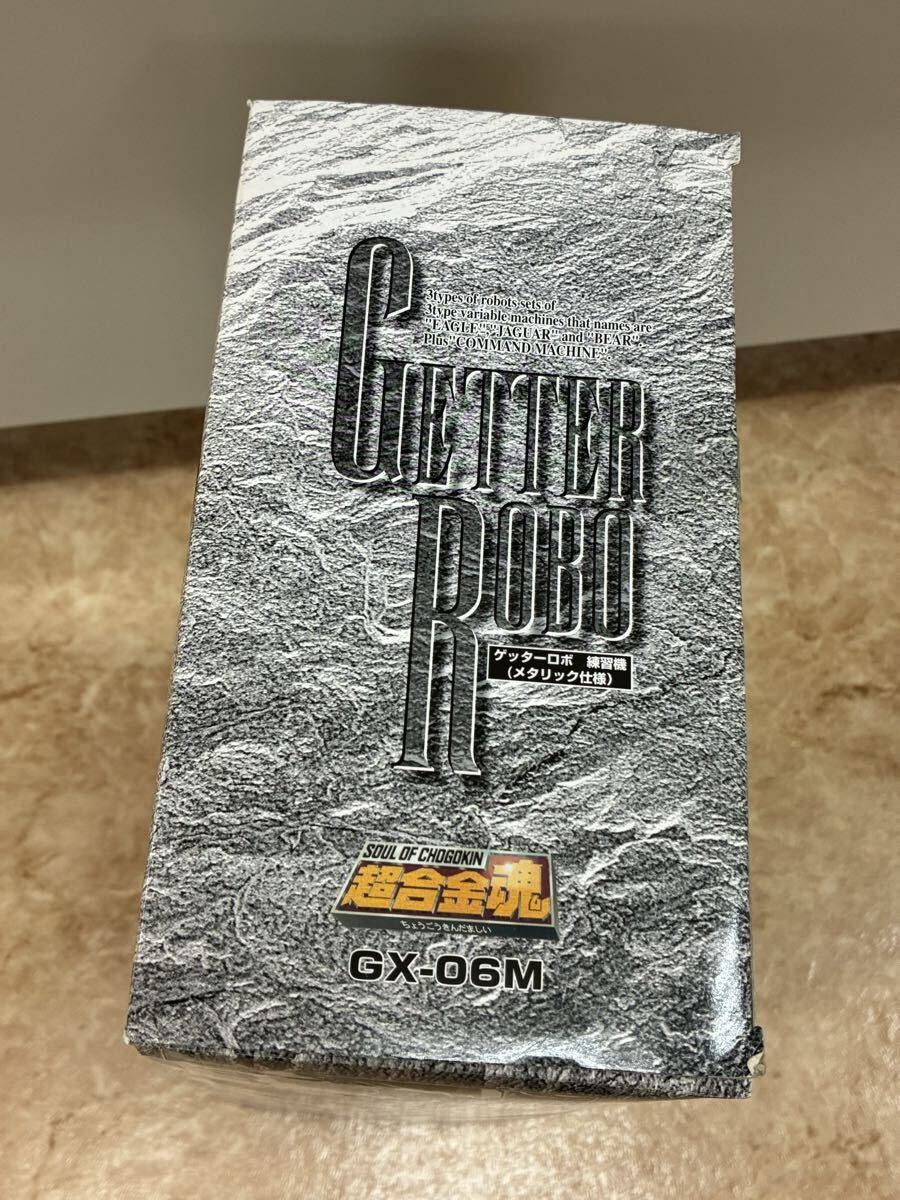 3types of robots sets of
3type variable machines that names are
"EAGLE","JAGUAR" and "BEAR".
Plus"COMMAND MACHINE"
GETTER
ROBO
ゲッターロボ 練習機
(メタリック仕様)
SOUL OF CHOGOKIN
超合金魂
ちょうごうきんだましい
GX-06M